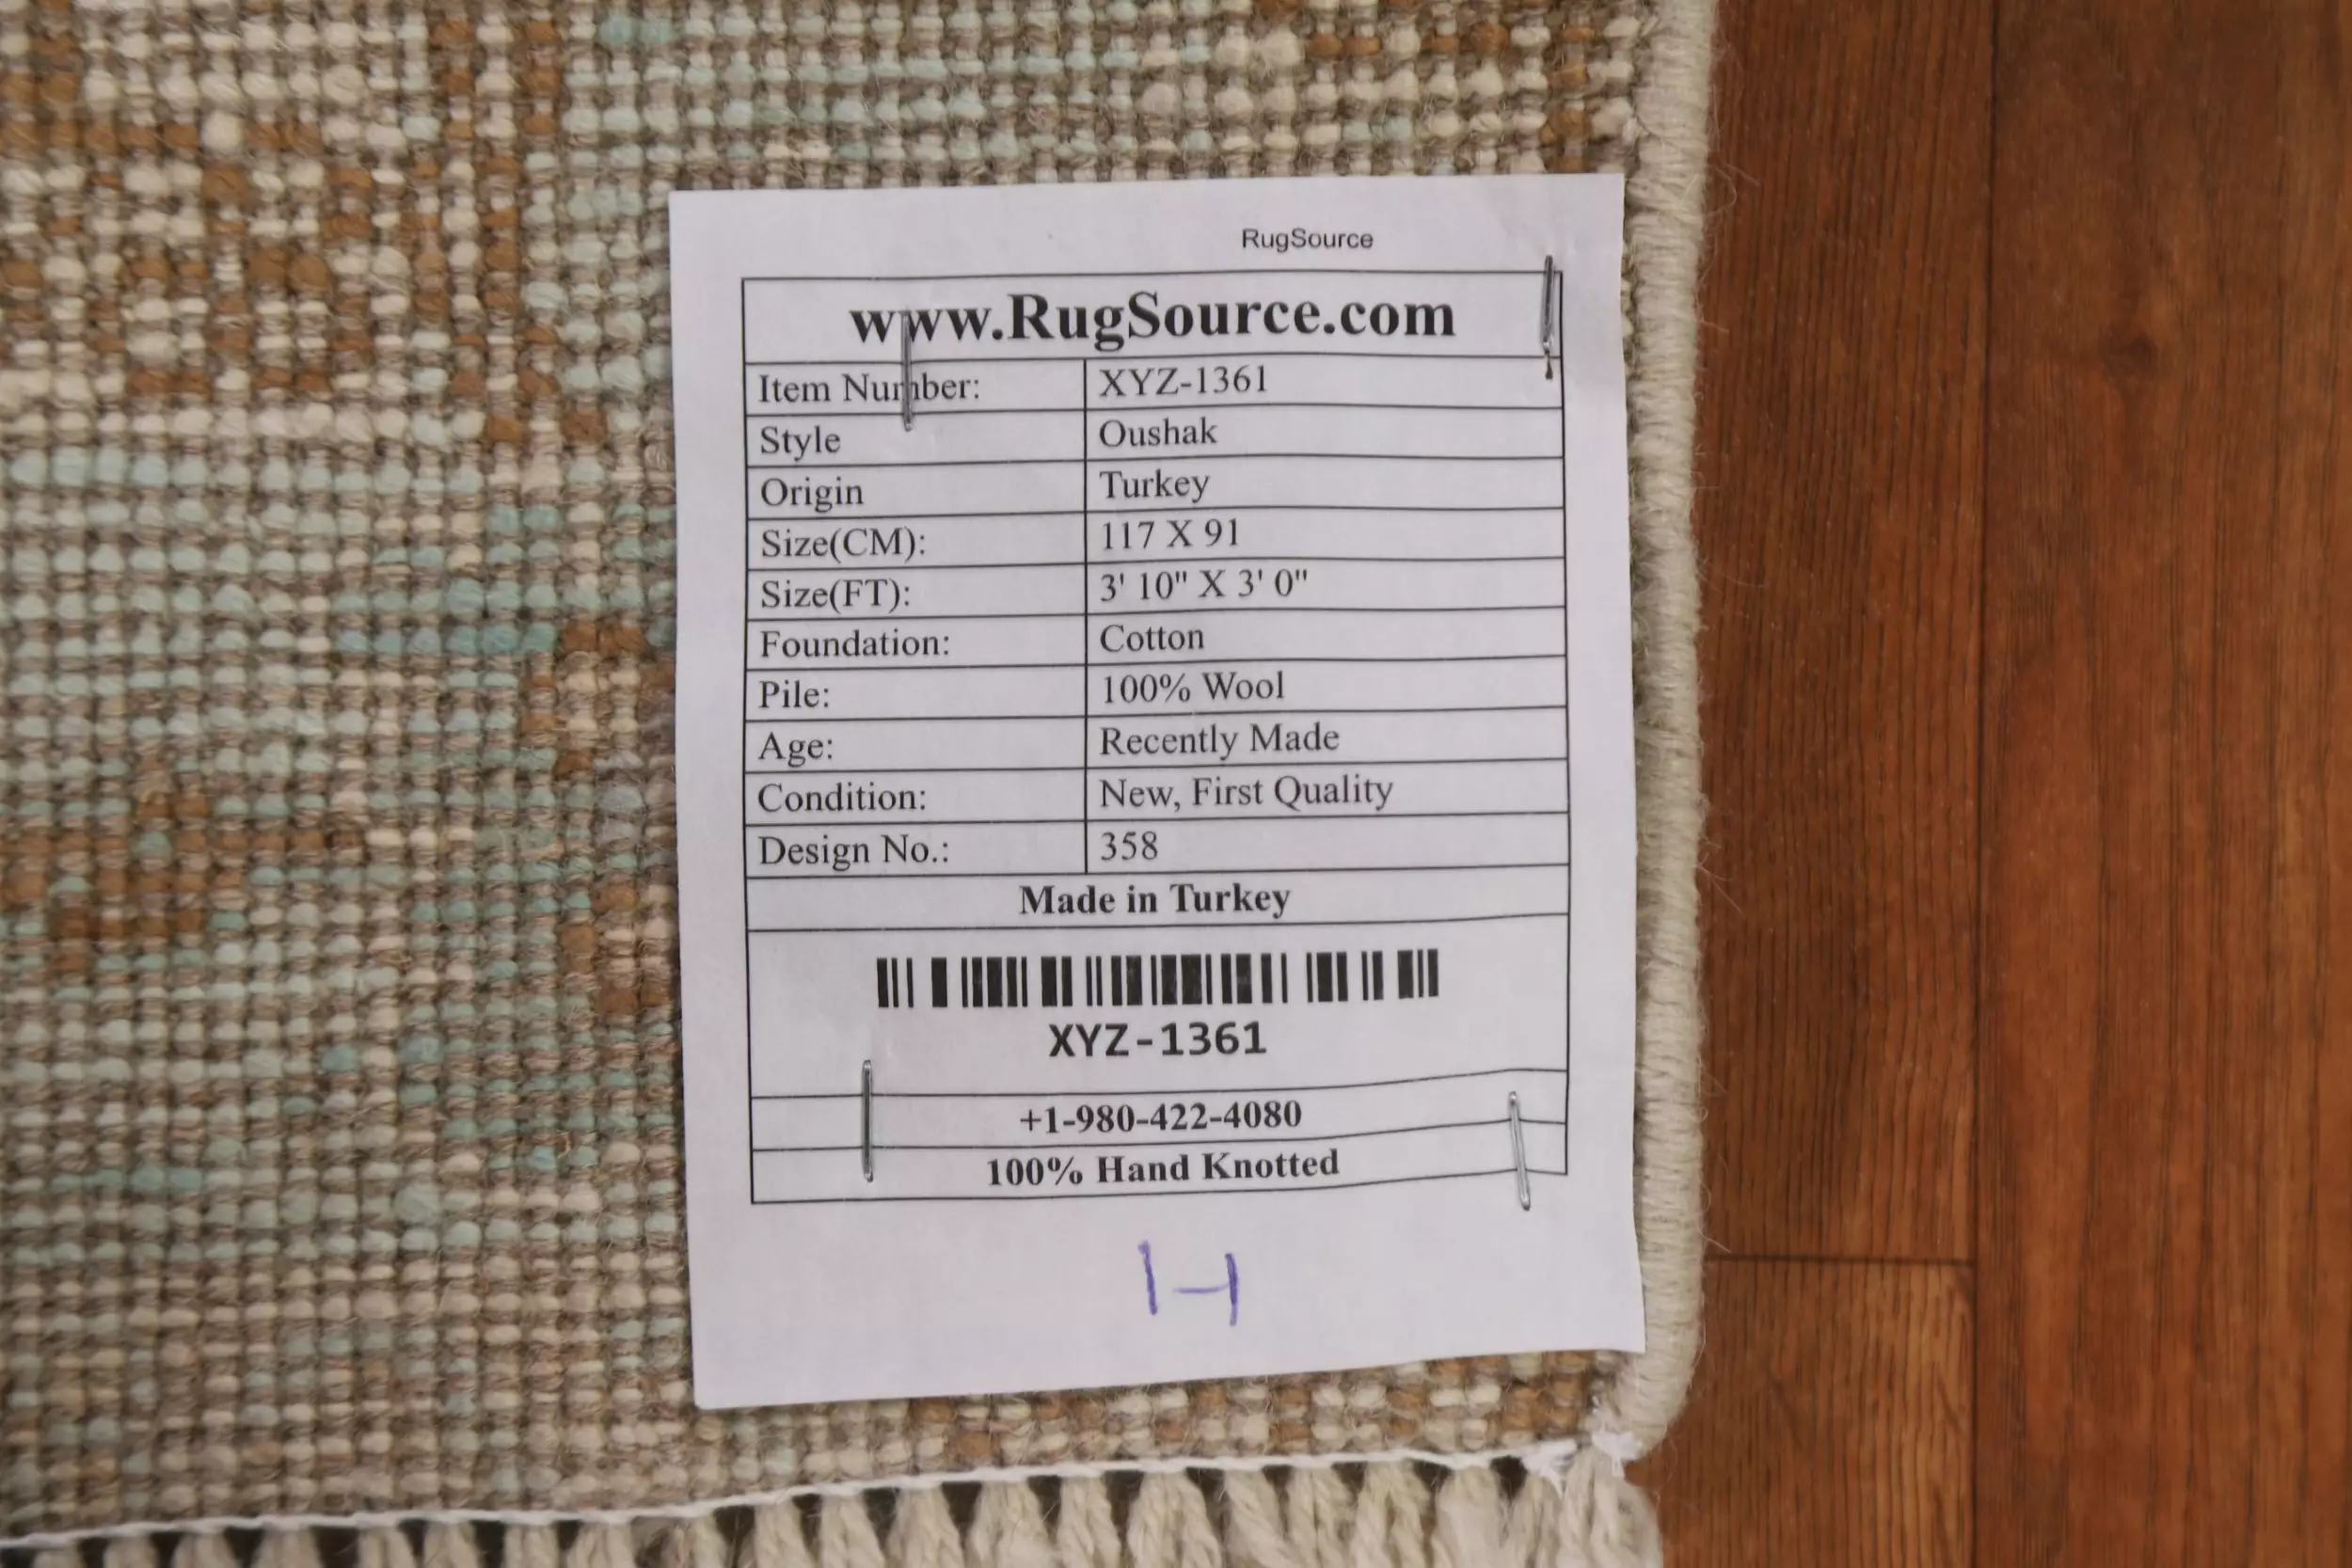 RugSource
www.RugSource.com
Item Number: XYZ-1361
Style Oushak
Origin Turkey
Size(CM): 117 X 91
Size(FT): 3' 10" X 3' 0"
Foundation: Cotton
Pile: 100% Wool
Age: Recently Made
Condition: New, First Quality
Design No.: 358
Made in Turkey
XYZ-1361
+1-980-422-4080
100% Hand Knotted
1-1